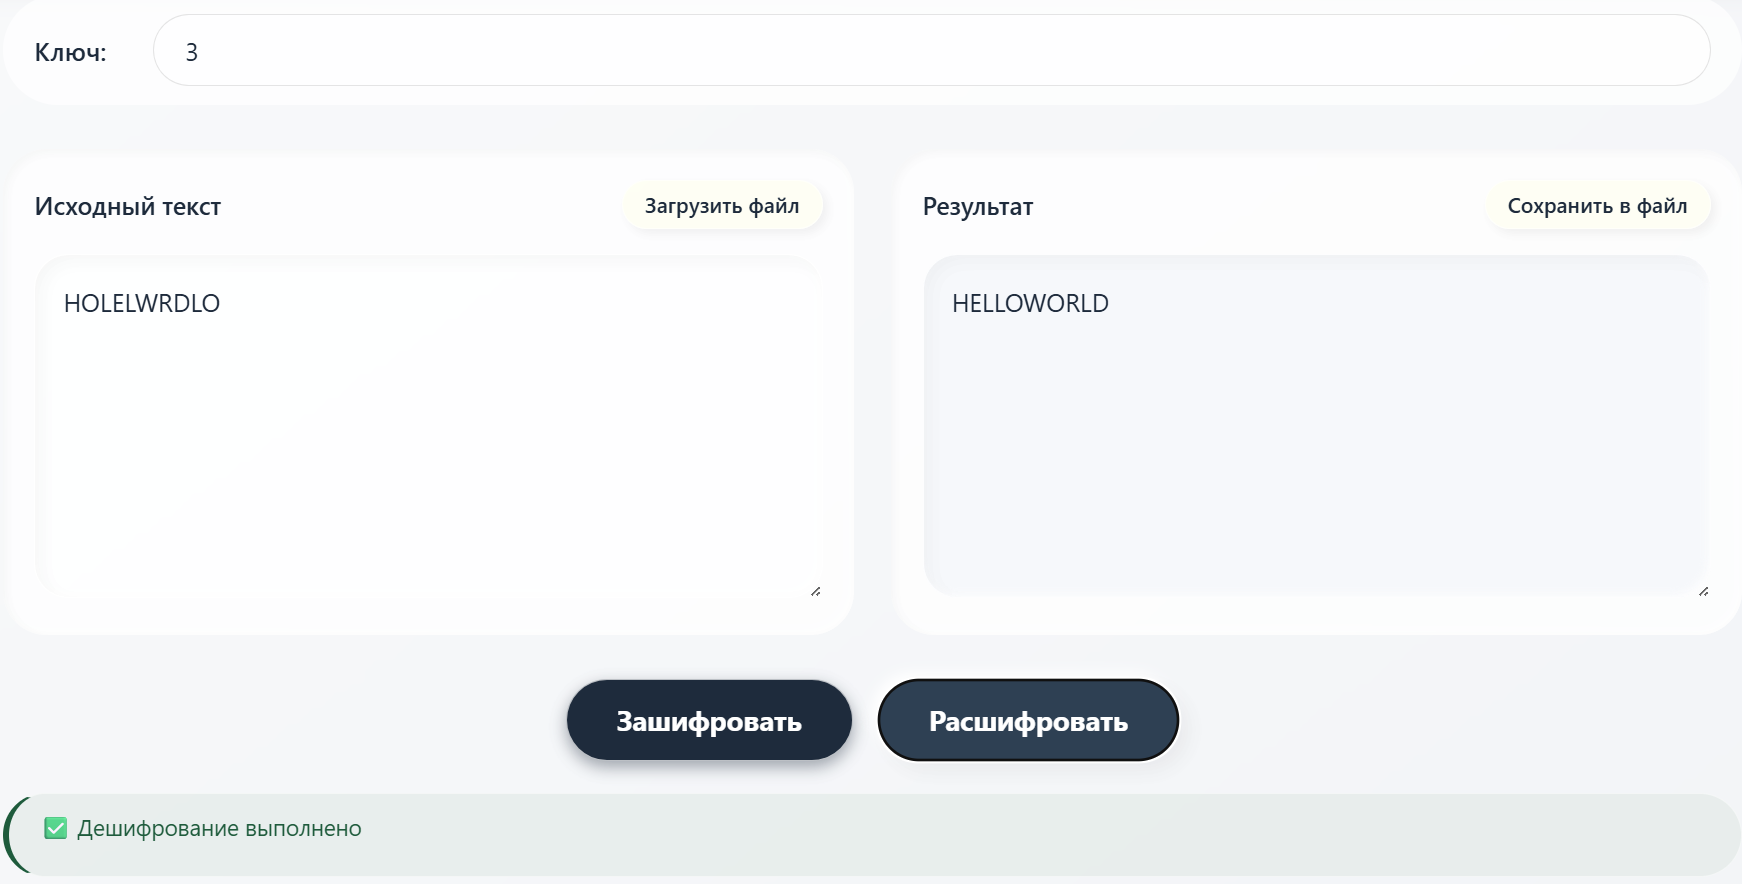 Ключ:
3
Исходный текст
Загрузить файл
HOLELWRDLO
Результат
Сохранить в файл
HELLOWORLD
Зашифровать
Расшифровать
✅ Дешифрование выполнено